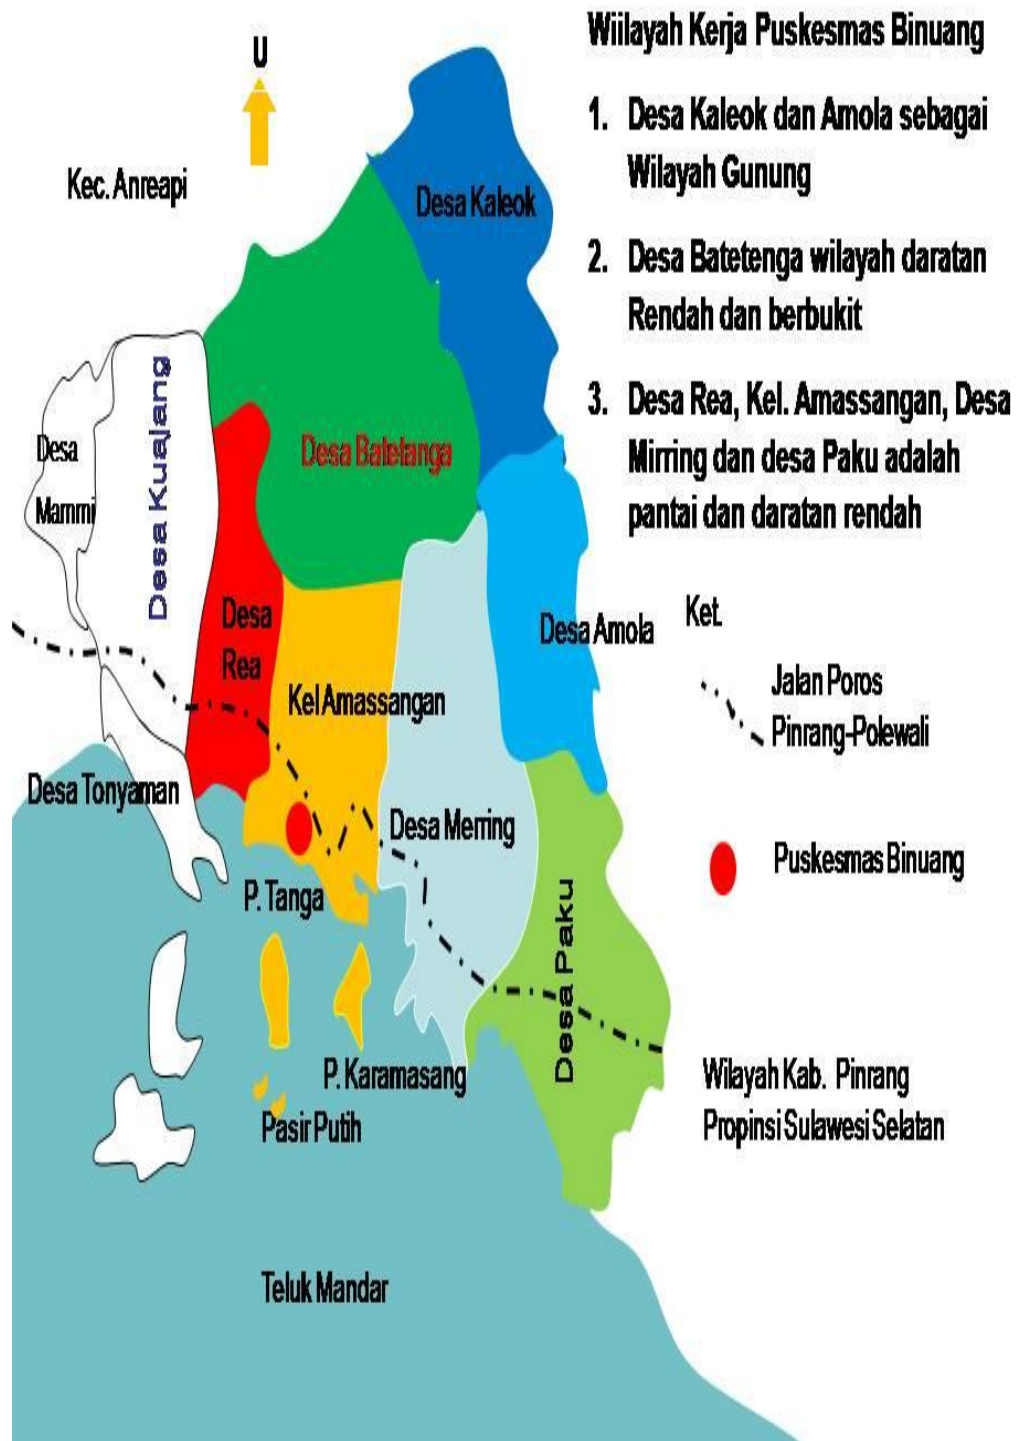 Wiilayah Kerja Puskesmas Binuang
1. Desa Kaleok dan Amola sebagai
Wilayah Gunung
2. Desa Batetenga wilayah daratan
Rendah dan berbukit
3. Desa Rea, Kel. Amassangan, Desa
Mirring dan desa Paku adalah
pantai dan daratan rendah
U
Kec. Anreapi
Desa Kaleok
Desa Batetanga
Desa Kuajang
Desa
Mammi
Desa
Rea
Kel Amassangan
Desa Amola
Desa Tonyaman
Desa Merring
P. Tanga
Desa Paku
P. Karamasang
Pasir Putih
Teluk Mandar
Ket.
Jalan Poros
Pinrang-Polewali
Puskesmas Binuang
Wilayah Kab. Pinrang
Propinsi Sulawesi Selatan